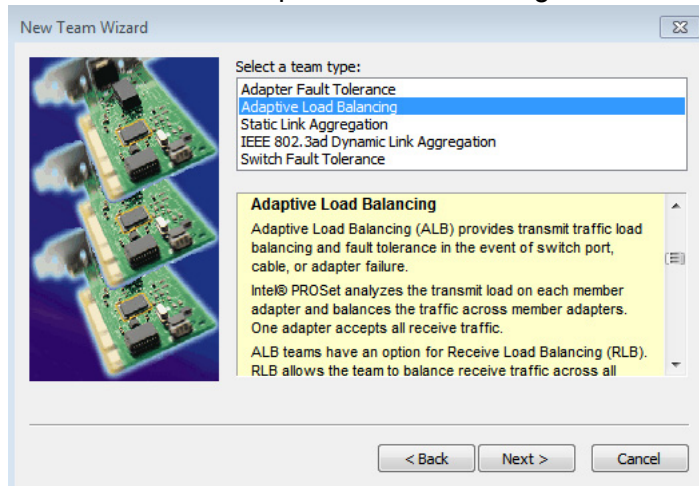 New Team Wizard
Select a team type:
Adapter Fault Tolerance
Adaptive Load Balancing
Static Link Aggregation
IEEE 802.3ad Dynamic Link Aggregation
Switch Fault Tolerance
Adaptive Load Balancing
Adaptive Load Balancing (ALB) provides transmit traffic load
balancing and fault tolerance in the event of switch port,
cable, or adapter failure.
Intel® PROSet analyzes the transmit load on each member
adapter and balances the traffic across member adapters.
One adapter accepts all receive traffic.
ALB teams have an option for Receive Load Balancing (RLB).
RLB allows the team to balance receive traffic across all
< Back
Next >
Cancel